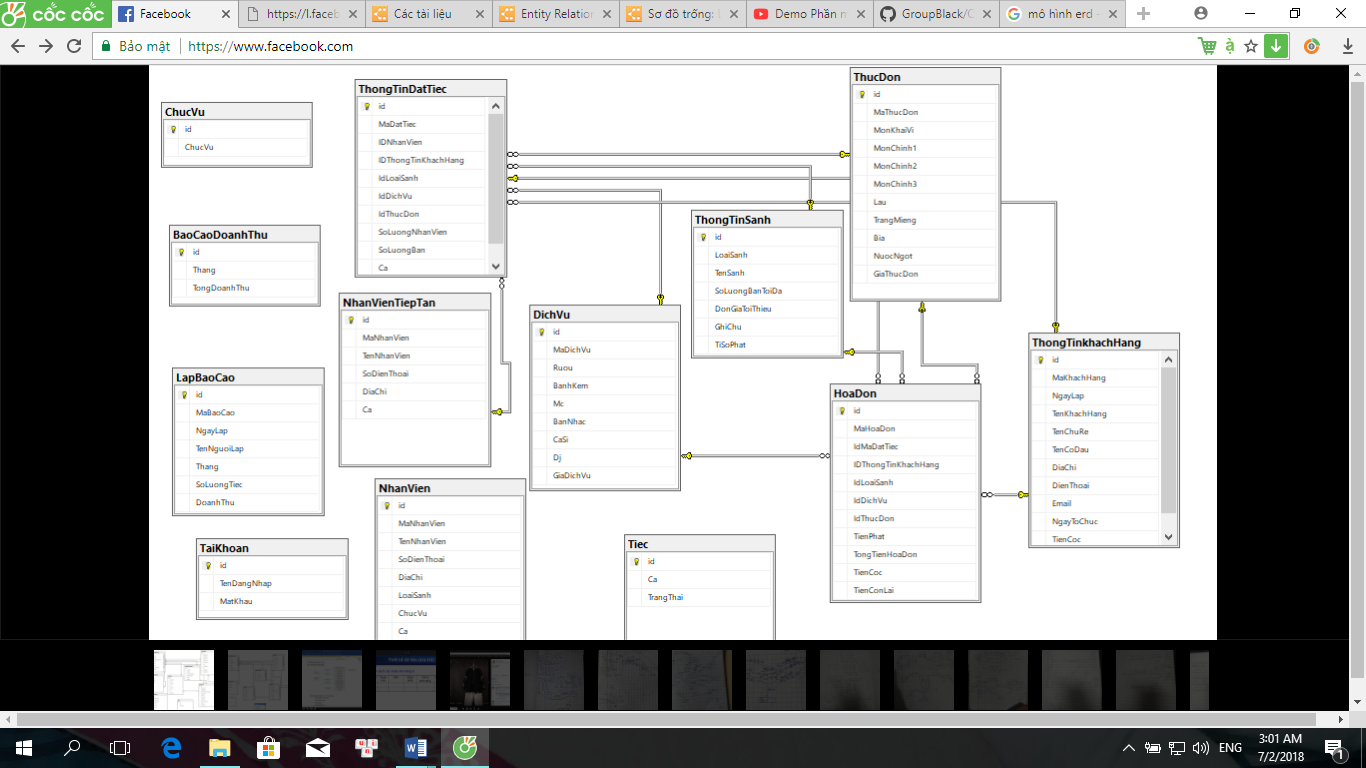 CỐC CỐC
Facebook
https://l.faceb
Các tài liệu
Entity Relation
Sơ đồ trống: L
Demo Phần m
GroupBlack/C
mô hình erd -
Bảo mật
https://www.facebook.com
ChucVu
id
ChucVu
BaoCaoDoanhThu
id
Thang
TongDoanhThu
LapBaoCao
id
MaBaoCao
NgayLap
TenNguoiLap
Thang
SoLuongTiec
DoanhThu
TaiKhoan
id
TenDangNhap
MatKhau
ThongTinDatTiec
id
MaDatTiec
IDNhanVien
IDThongTinKhachHang
IdLoaiSanh
IdDichVu
IdThucDon
SoLuongNhanVien
SoLuongBan
Ca
NhanVienTiepTan
id
MaNhanVien
TenNhanVien
SoDienThoai
DiaChi
Ca
NhanVien
id
MaNhanVien
TenNhanVien
SoDienThoai
DiaChi
LoaiSanh
ChucVu
Ca
DichVu
id
MaDichVu
Ruou
BanhKem
Mc
BanNhac
CaSi
Dj
GiaDichVu
Tiec
id
Ca
TrangThai
ThongTinSanh
id
LoaiSanh
TenSanh
SoLuongBanToiDa
DonGiaToiThieu
GhiChu
TiSoPhat
ThucDon
id
MaThucDon
MonKhaiVi
MonChinh1
MonChinh2
MonChinh3
Lau
TrangMieng
Bia
NuocNgot
GiaThucDon
HoaDon
id
MaHoaDon
IdMaDatTiec
IDThongTinKhachHang
IdLoaiSanh
IdDichVu
IdThucDon
TienPhat
TongTienHoaDon
TienCoc
TienConLai
ThongTinkhachHang
id
MaKhachHang
NgayLap
TenKhachHang
TenChuRe
TenCoDau
DiaChi
DienThoai
Email
NgayToChuc
TienCoc
ENG
3:01 AM
7/2/2018
1